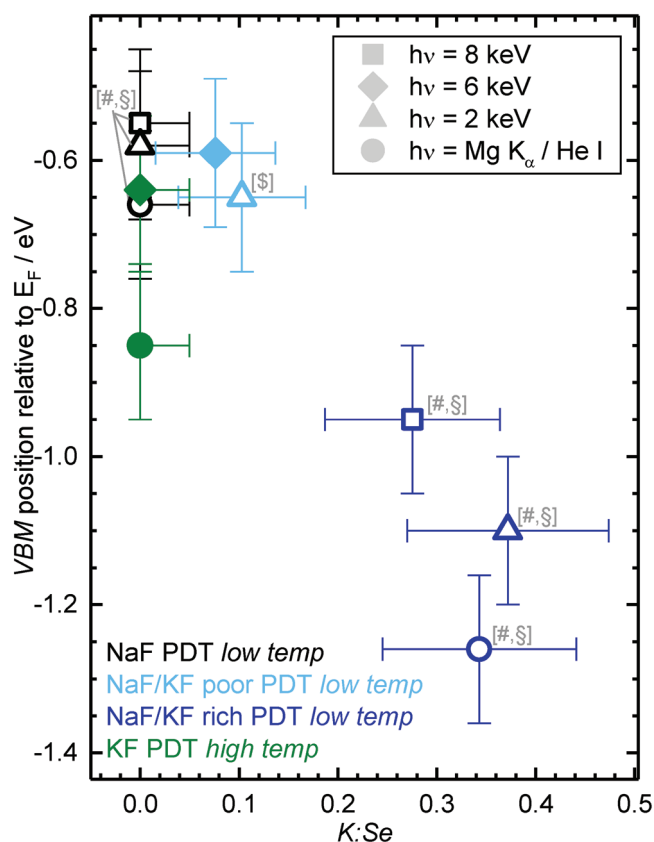 hν = 8 keV
hν = 6 keV
hν = 2 keV
hν = Mg Kα / He I
[#,§]
[$]
[#,§]
[#,§]
[#,§]
NaF PDT low temp
NaF/KF poor PDT low temp
NaF/KF rich PDT low temp
KF PDT high temp
VBM position relative to EF / eV
-0.6
-0.8
-1.0
-1.2
-1.4
0.0
0.1
0.2
0.3
0.4
0.5
K:Se